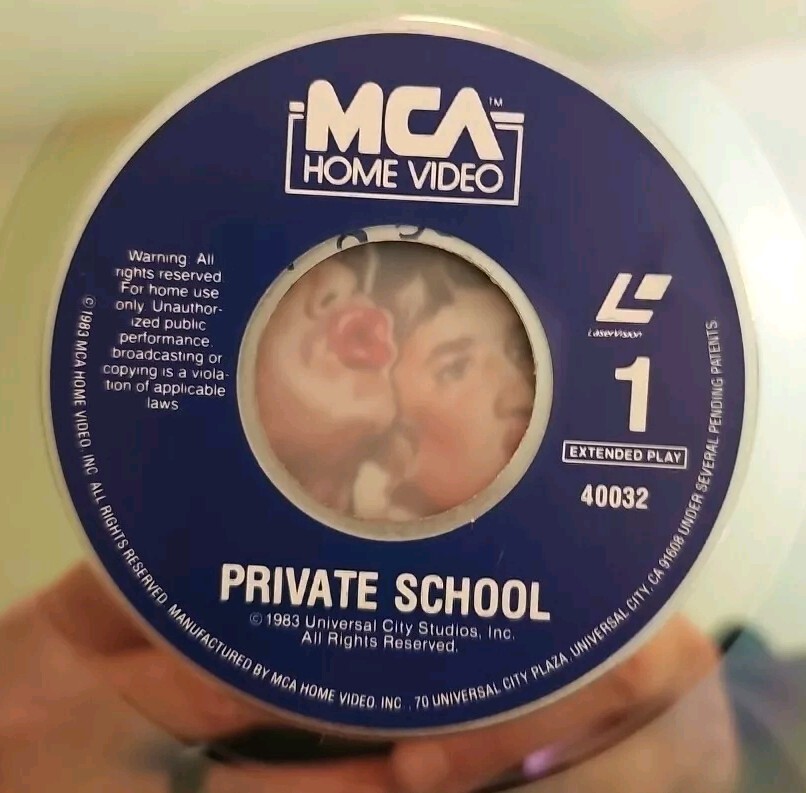 MCA™
HOME VIDEO
Warning: All
rights reserved.
For home use
only. Unauthor-
ized public
performance.
broadcasting or
copying is a viola-
tion of applicable
laws
LaserVision
1
EXTENDED PLAY
40032
PRIVATE SCHOOL
©1983 Universal City Studios, Inc.
All Rights Reserved.
©1983 MCA HOME VIDEO, INC. ALL RIGHTS RESERVED. MANUFACTURED BY MCA HOME VIDEO. INC., 70 UNIVERSAL CITY PLAZA, UNIVERSAL CITY, CA 91608 UNDER SEVERAL PENDING PATENTS